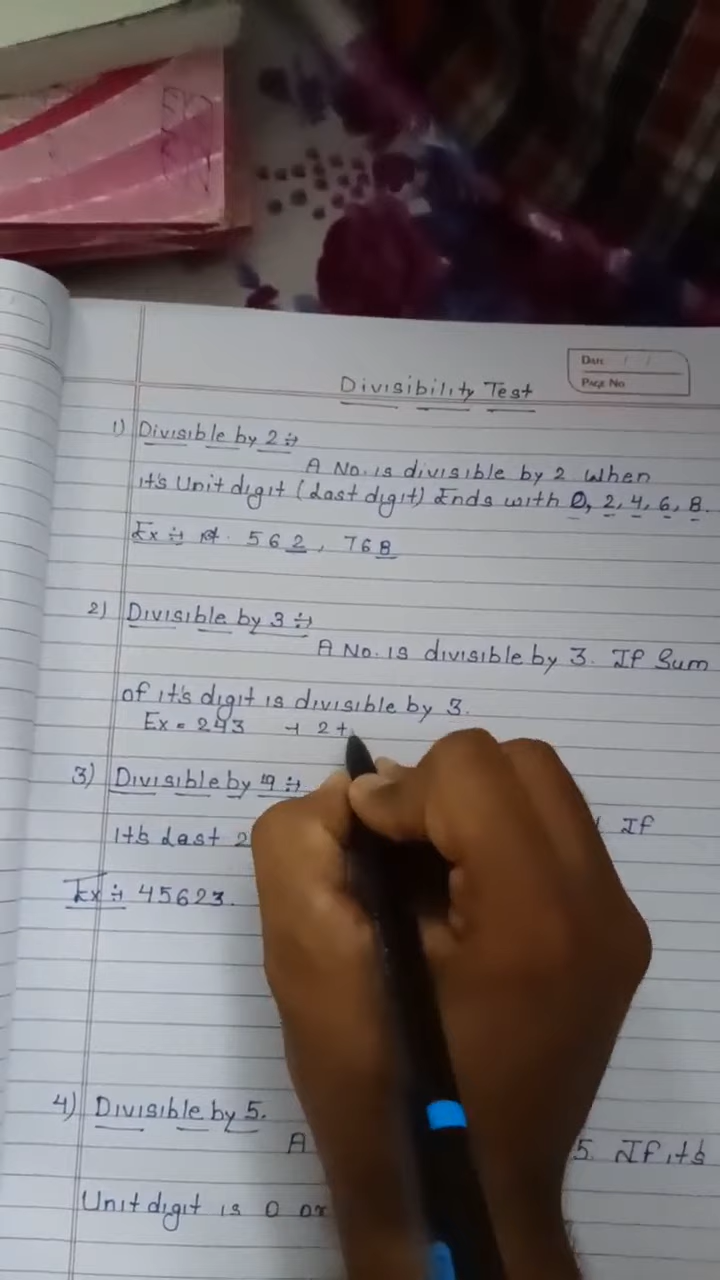 Date / /
Page No
Divisibility Test
1) Divisible by 2 :→
A No. is divisible by 2 when
it's Unit digit (Last digit) Ends with 0, 2, 4, 6, 8.
Ex :→ 562, 768
2) Divisible by 3 :→
A No. is divisible by 3. If Sum
of it's digit is divisible by 3.
Ex = 243 → 2+
3) Divisible by 4 :→
If
It's Last 2
Ex :→ 45623.
4) Divisible by 5.
A 5. If it's
Unit digit is 0 or